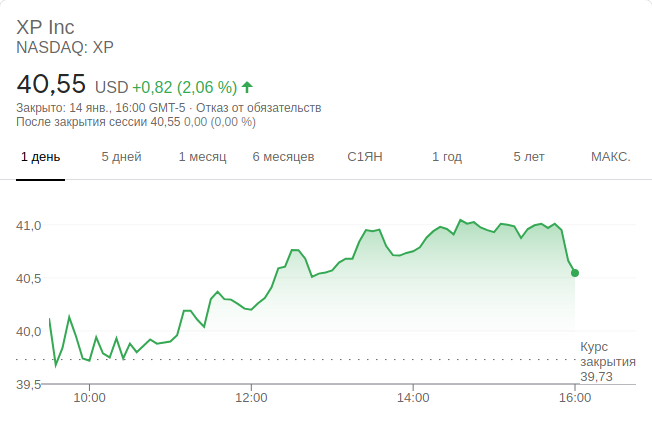 XP Inc
NASDAQ: XP
40,55 USD +0,82 (2,06 %)
Закрыто: 14 янв., 16:00 GMT-5 · Отказ от обязательств
После закрытия сессии 40,55 0,00 (0,00 %)
1 день 5 дней 1 месяц 6 месяцев С1ЯН 1 год 5 лет МАКС.
41,0
40,5
40,0
39,5
Курс
закрытия
39,73
10:00 12:00 14:00 16:00